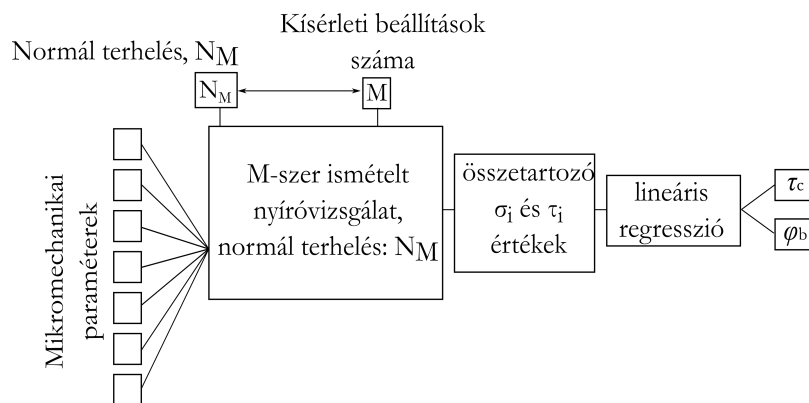 Kísérleti beállítások
száma
Normál terhelés, NM
NM
M
Mikromechanikai
paraméterek
M-szer ismételt
nyíróvizsgálat,
normál terhelés: NM
összetartozó
σi és τi
értékek
lineáris
regresszió
τc
φb